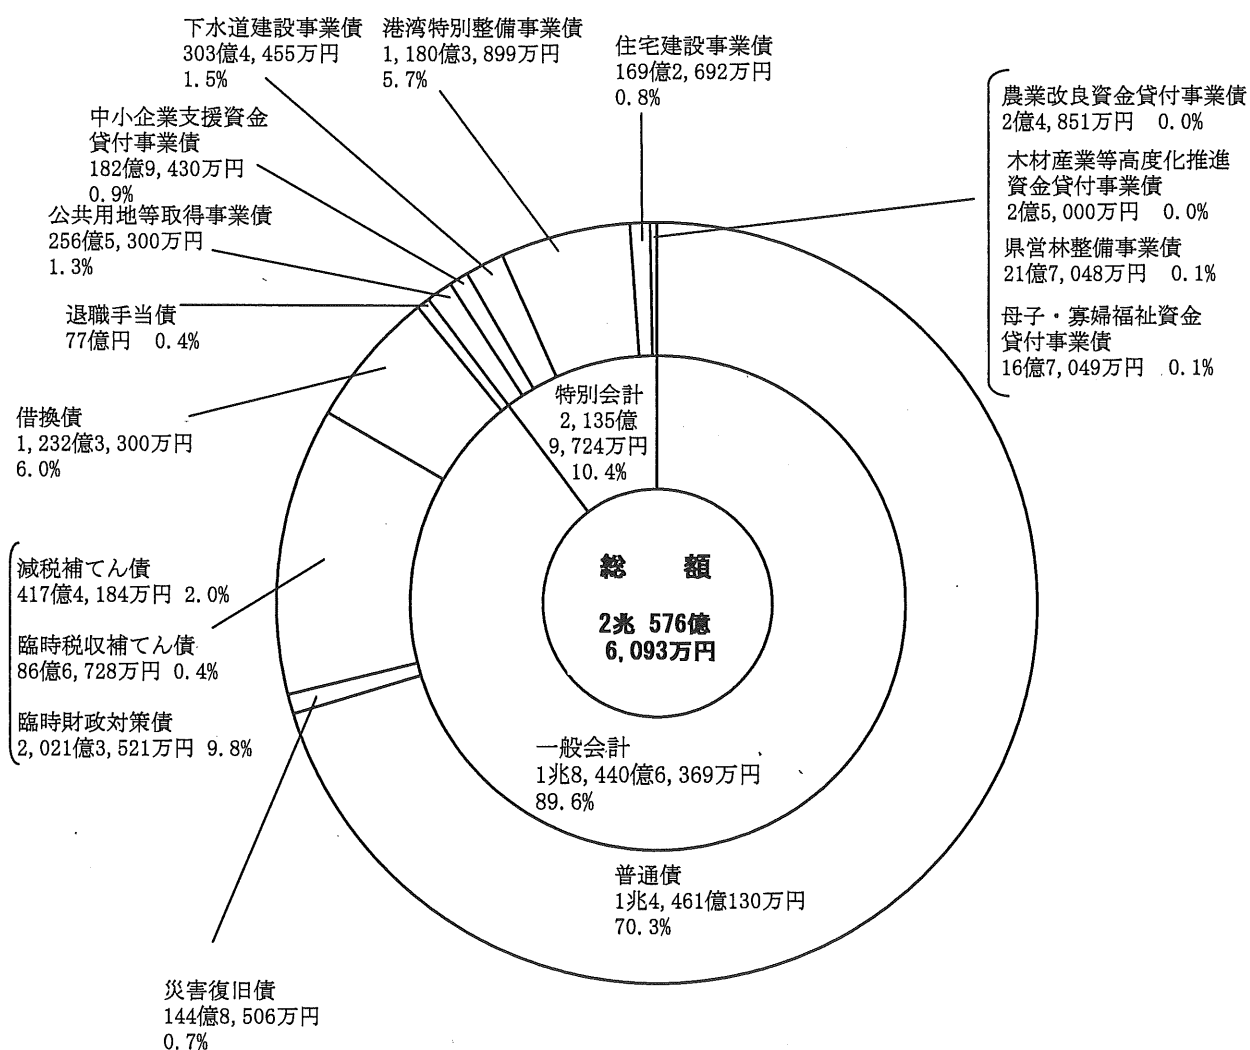 下水道建設事業債
303億4,455万円
1.5%
港湾特別整備事業債
1,180億3,899万円
5.7%
住宅建設事業債
169億2,692万円
0.8%
農業改良資金貸付事業債
2億4,851万円 0.0%
木材産業等高度化推進
資金貸付事業債
2億5,000万円 0.0%
県営林整備事業債
21億7,048万円 0.1%
母子・寡婦福祉資金
貸付事業債
16億7,049万円 0.1%
中小企業支援資金
貸付事業債
182億9,430万円
0.9%
公共用地等取得事業債
256億5,300万円
1.3%
退職手当債
77億円 0.4%
借換債
1,232億3,300万円
6.0%
特別会計
2,135億
9,724万円
10.4%
総 額
2兆 576億
6,093万円
減税補てん債
417億4,184万円 2.0%
臨時税収補てん債
86億6,728万円 0.4%
臨時財政対策債
2,021億3,521万円 9.8%
一般会計
1兆8,440億6,369万円
89.6%
普通債
1兆4,461億130万円
70.3%
災害復旧債
144億8,506万円
0.7%